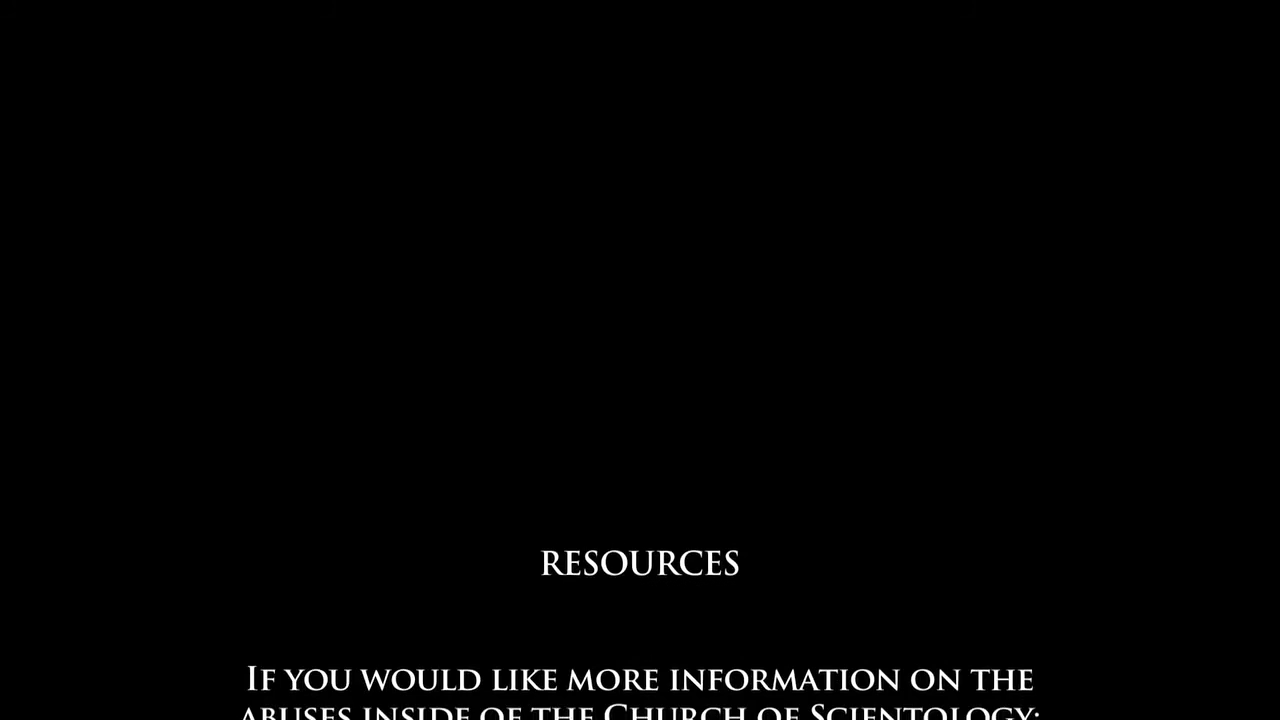 RESOURCES
If you would like more information on the
abuses inside of the Church of Scientology: